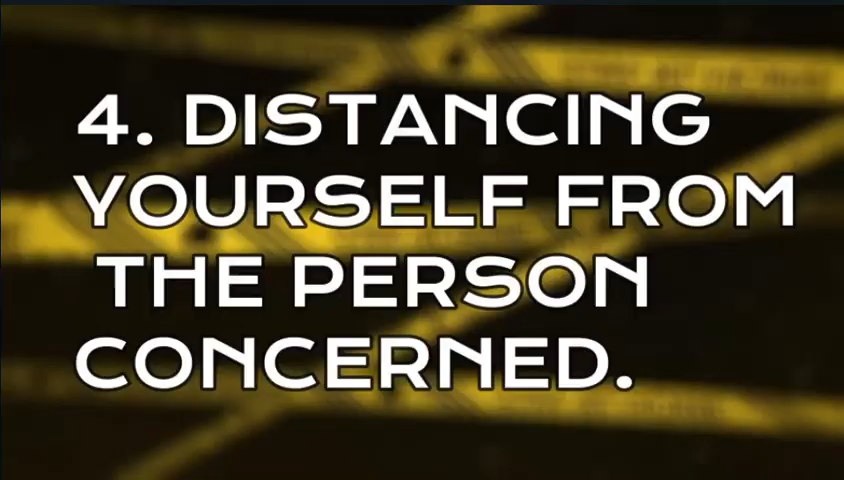 4. DISTANCING
YOURSELF FROM
THE PERSON
CONCERNED.